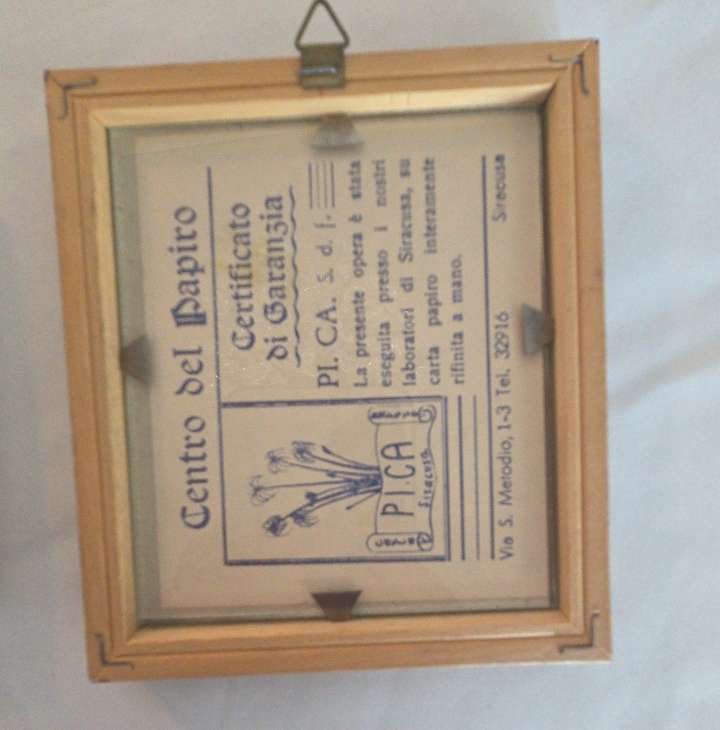 Centro del Papiro
Certificato
di Garanzia
PI. CA. s. d. f.
La presente opera è stata
eseguita presso i nostri
laboratori di Siracusa, su
carta papiro interamente
rifinita a mano.
PI.CA
Siracusa
Via S. Metodio, 1-3 Tel. 32916 Siracusa